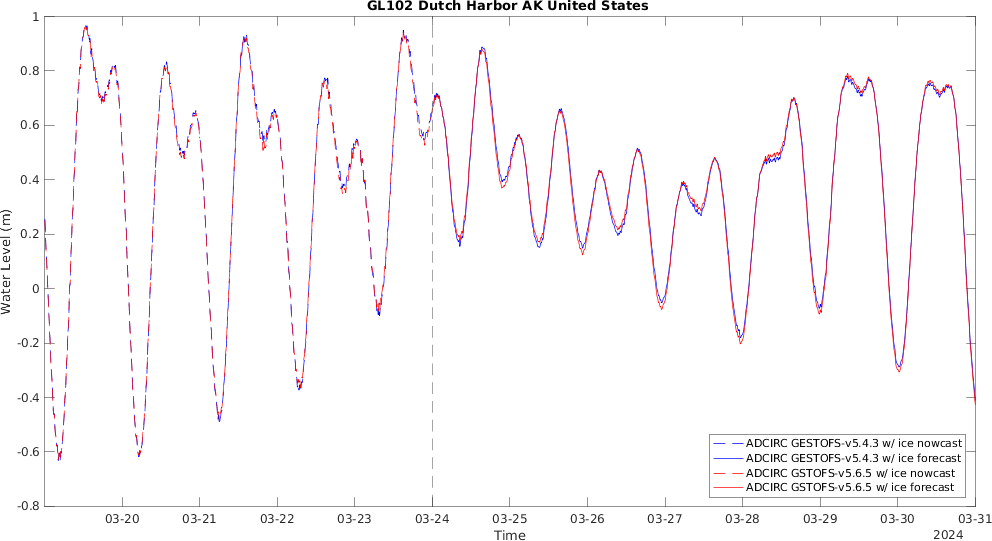 GL102 Dutch Harbor AK United States
Water Level (m)
1
0.8
0.6
0.4
0.2
0
-0.2
-0.4
-0.6
-0.8
ADCIRC GESTOFS-v5.4.3 w/ ice nowcast
ADCIRC GESTOFS-v5.4.3 w/ ice forecast
ADCIRC GSTOFS-v5.6.5 w/ ice nowcast
ADCIRC GSTOFS-v5.6.5 w/ ice forecast
03-20 03-21 03-22 03-23 03-24 03-25 03-26 03-27 03-28 03-29 03-30 03-31
Time
2024